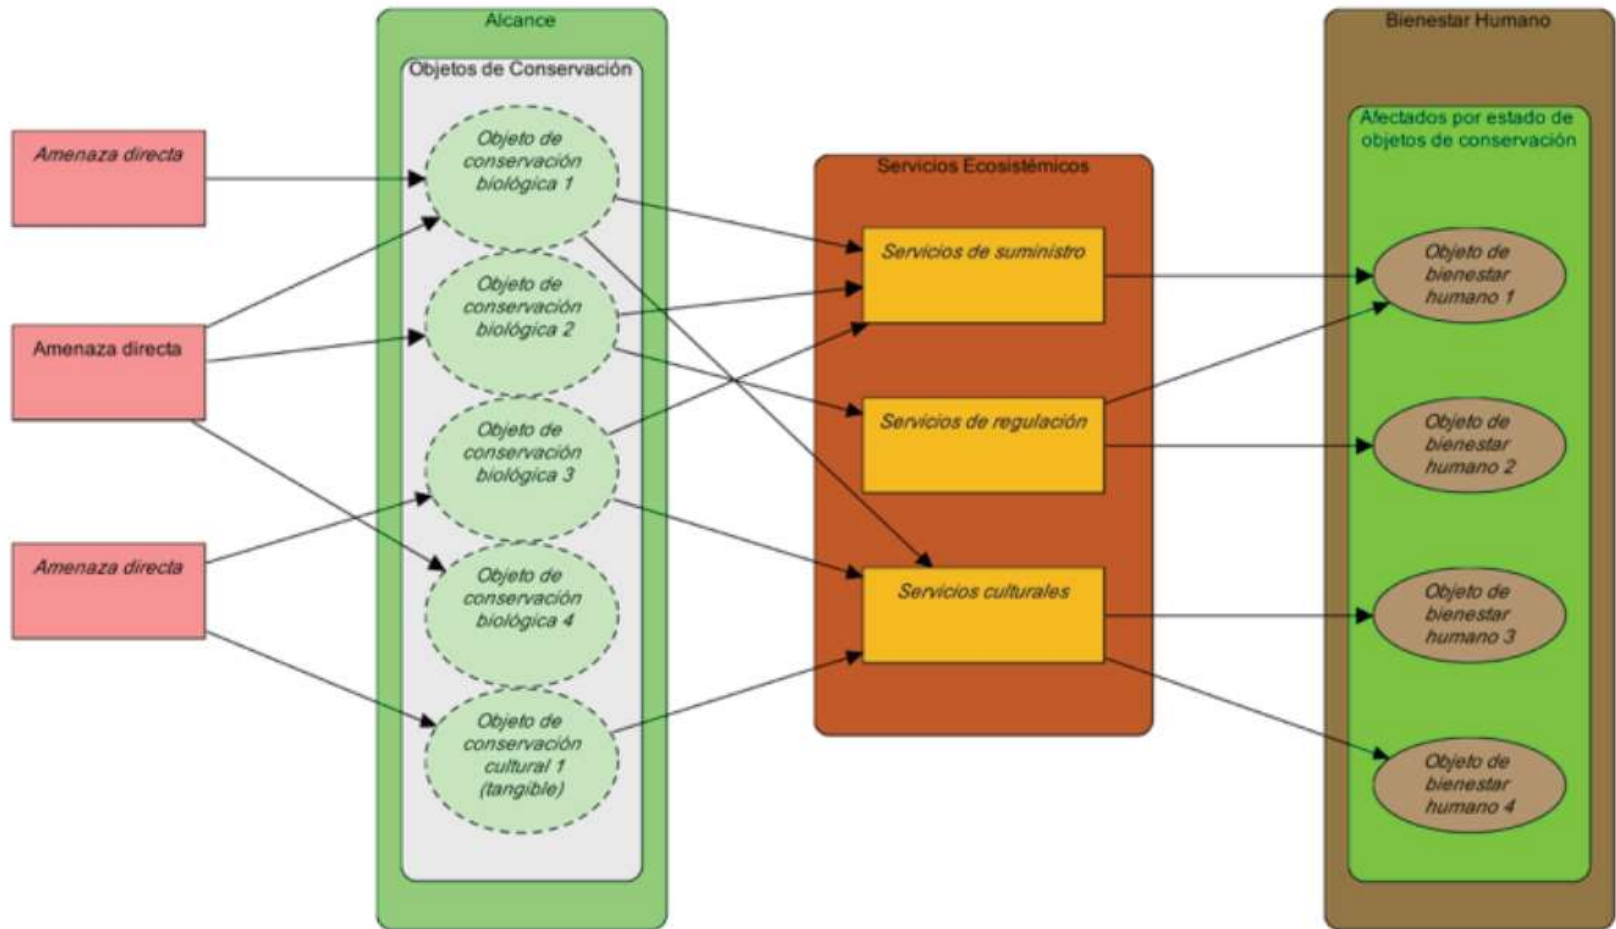 Alcance
Objetos de Conservación
Amenaza directa
Amenaza directa
Amenaza directa
Objeto de
conservación
biológica 1
Objeto de
conservación
biológica 2
Objeto de
conservación
biológica 3
Objeto de
conservación
biológica 4
Objeto de
conservación
cultural 1
(tangible)
Servicios Ecosistémicos
Servicios de suministro
Servicios de regulación
Servicios culturales
Bienestar Humano
Afectados por estado de
objetos de conservación
Objeto de
bienestar
humano 1
Objeto de
bienestar
humano 2
Objeto de
bienestar
humano 3
Objeto de
bienestar
humano 4